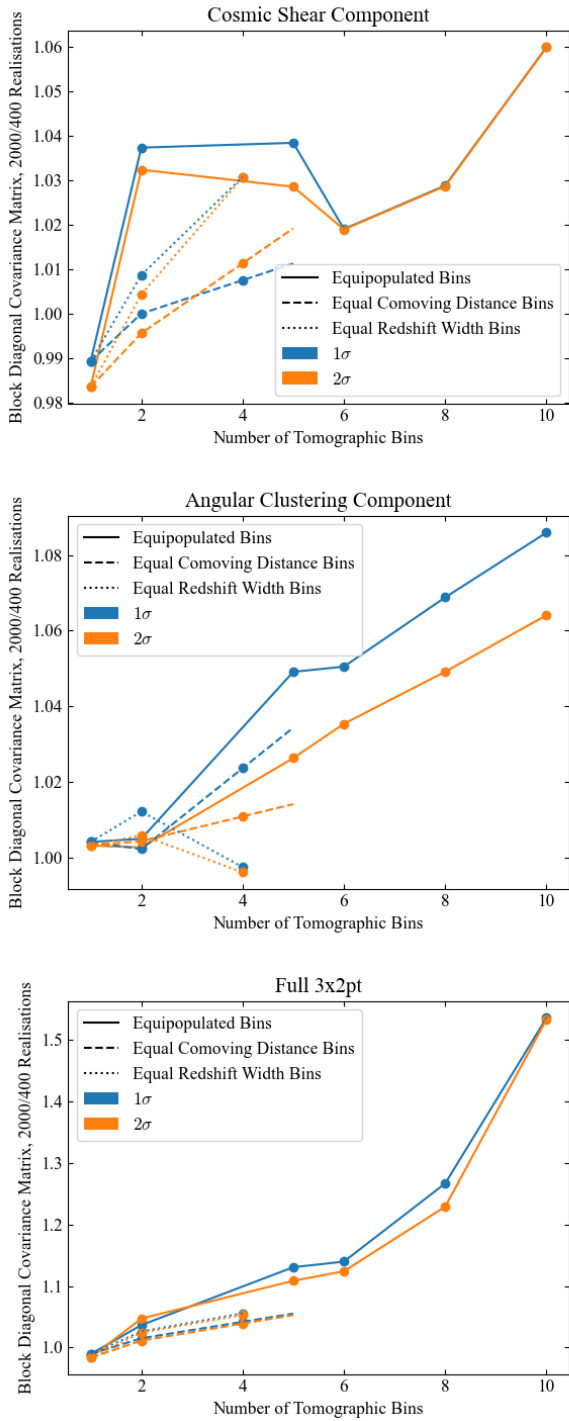 Cosmic Shear Component
Block Diagonal Covariance Matrix, 2000/400 Realisations
1.06
1.05
1.04
1.03
1.02
1.01
1.00
0.99
0.98
Equipopulated Bins
Equal Comoving Distance Bins
Equal Redshift Width Bins
1σ
2σ
2 4 6 8 10
Number of Tomographic Bins
Angular Clustering Component
Block Diagonal Covariance Matrix, 2000/400 Realisations
1.08
1.06
1.04
1.02
1.00
Equipopulated Bins
Equal Comoving Distance Bins
Equal Redshift Width Bins
1σ
2σ
2 4 6 8 10
Number of Tomographic Bins
Full 3x2pt
Block Diagonal Covariance Matrix, 2000/400 Realisations
1.5
1.4
1.3
1.2
1.1
1.0
Equipopulated Bins
Equal Comoving Distance Bins
Equal Redshift Width Bins
1σ
2σ
2 4 6 8 10
Number of Tomographic Bins